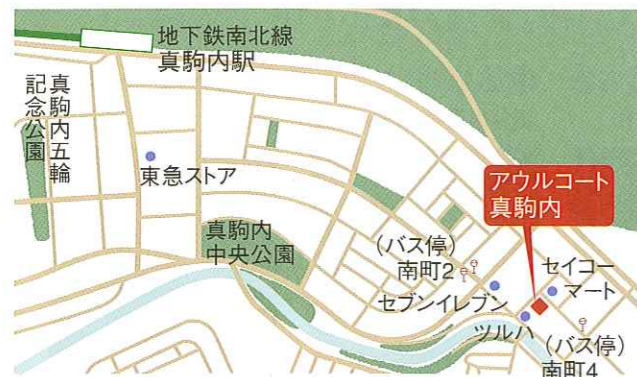 地下鉄南北線
真駒内駅
真駒内五輪
記念公園
東急ストア
真駒内
中央公園
アウルコート
真駒内
(バス停)
南町2
セイコー
マート
セブンイレブン
ツルハ
(バス停)
南町4